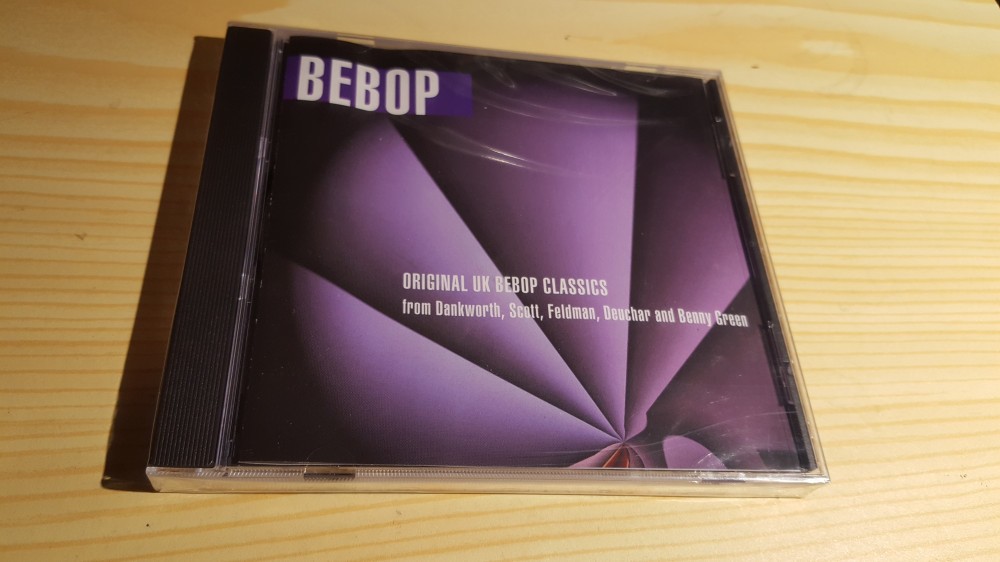 BEBOP
ORIGINAL UK BEBOP CLASSICS
from Dankworth, Scott, Feldman, Deuchar and Benny Green